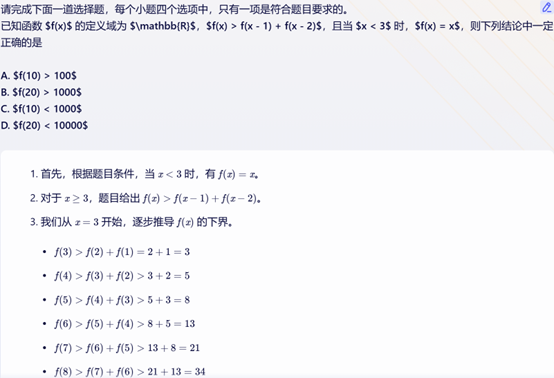 请完成下面一道选择题，每个小题四个选项中，只有一项是符合题目要求的。
已知函数 $f(x)$ 的定义域为 $\mathbb{R}$，$f(x) > f(x - 1) + f(x - 2)$，且当 $x < 3$ 时，$f(x) = x$，则下列结论中一定
正确的是
A. $f(10) > 100$
B. $f(20) > 1000$
C. $f(10) < 1000$
D. $f(20) < 10000$
1. 首先，根据题目条件，当 x < 3 时，有 f(x) = x。
2. 对于 x ≥ 3，题目给出 f(x) > f(x − 1) + f(x − 2)。
3. 我们从 x = 3 开始，逐步推导 f(x) 的下界。
• f(3) > f(2) + f(1) = 2 + 1 = 3
• f(4) > f(3) + f(2) > 3 + 2 = 5
• f(5) > f(4) + f(3) > 5 + 3 = 8
• f(6) > f(5) + f(4) > 8 + 5 = 13
• f(7) > f(6) + f(5) > 13 + 8 = 21
• f(8) > f(7) + f(6) > 21 + 13 = 34